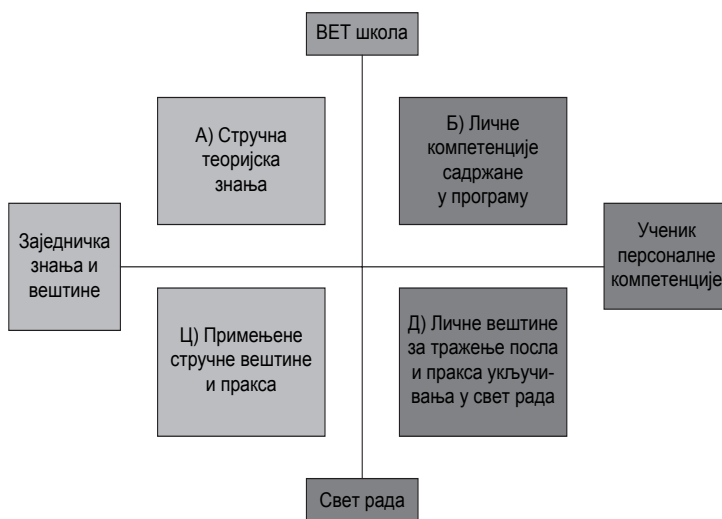 ВЕТ школа
А) Стручна
теоријска
знања
Б) Личне
компетенције
садржане
у програму
Заједничка
знања и
вештине
Ученик
персоналне
компетенције
Ц) Примењене
стручне вештине
и пракса
Д) Личне вештине
за тражење посла
и пракса укључи-
вања у свет рада
Свет рада